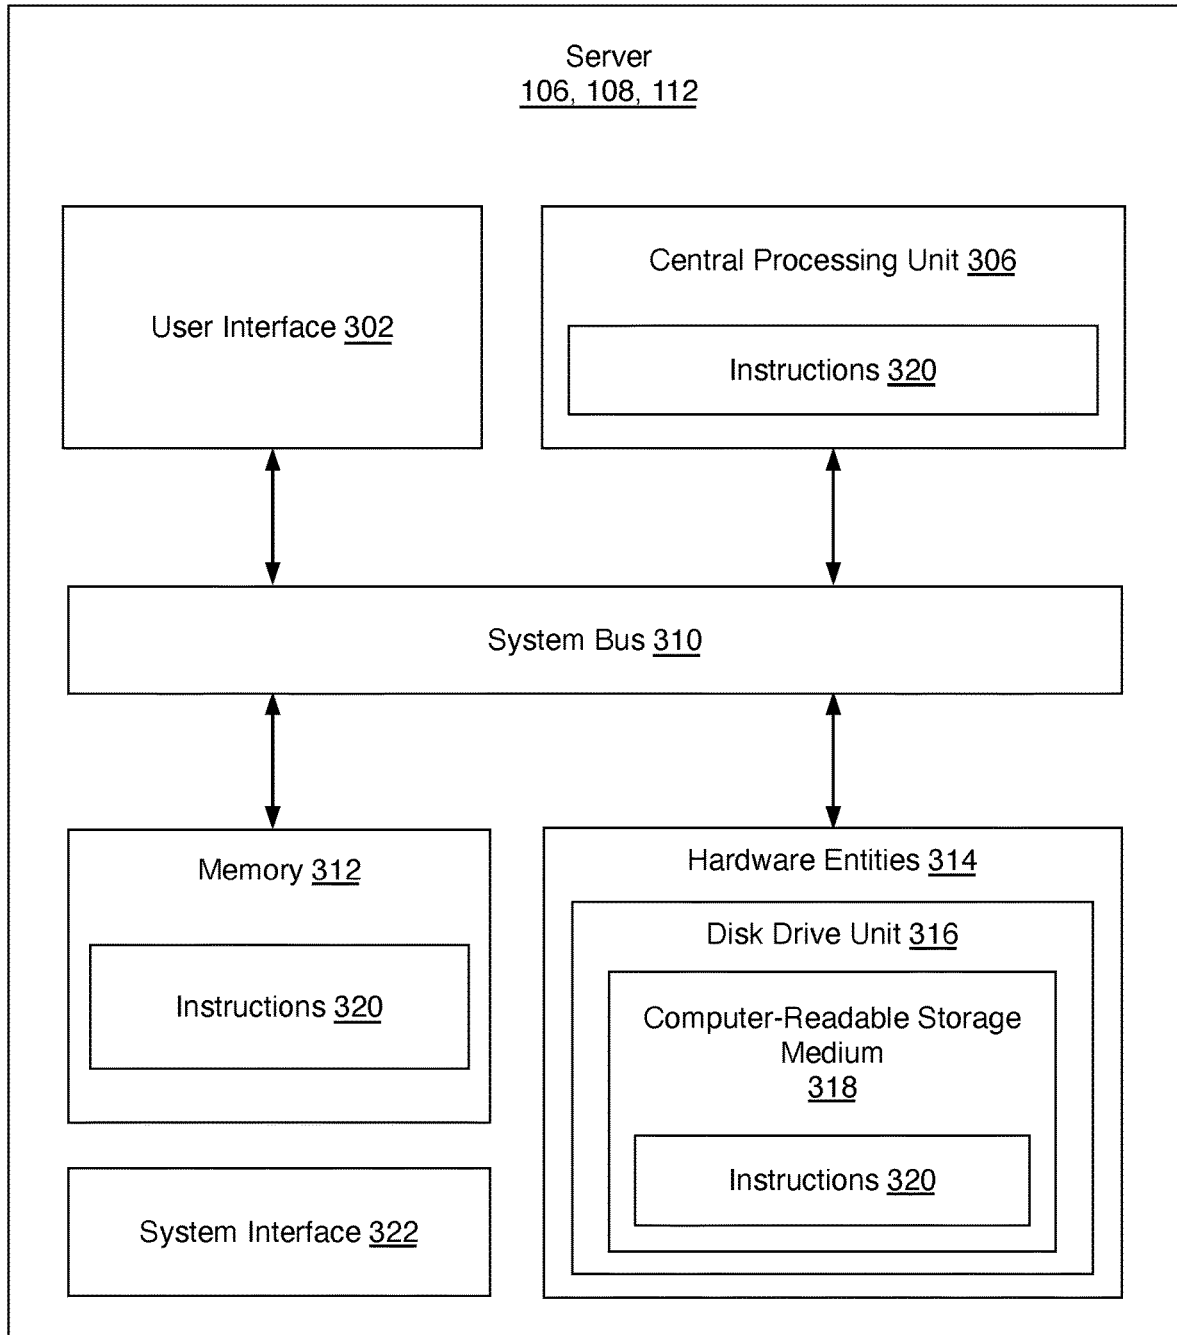 Server
106, 108, 112
User Interface 302
Central Processing Unit 306
Instructions 320
System Bus 310
Memory 312
Instructions 320
System Interface 322
Hardware Entities 314
Disk Drive Unit 316
Computer-Readable Storage
Medium
318
Instructions 320